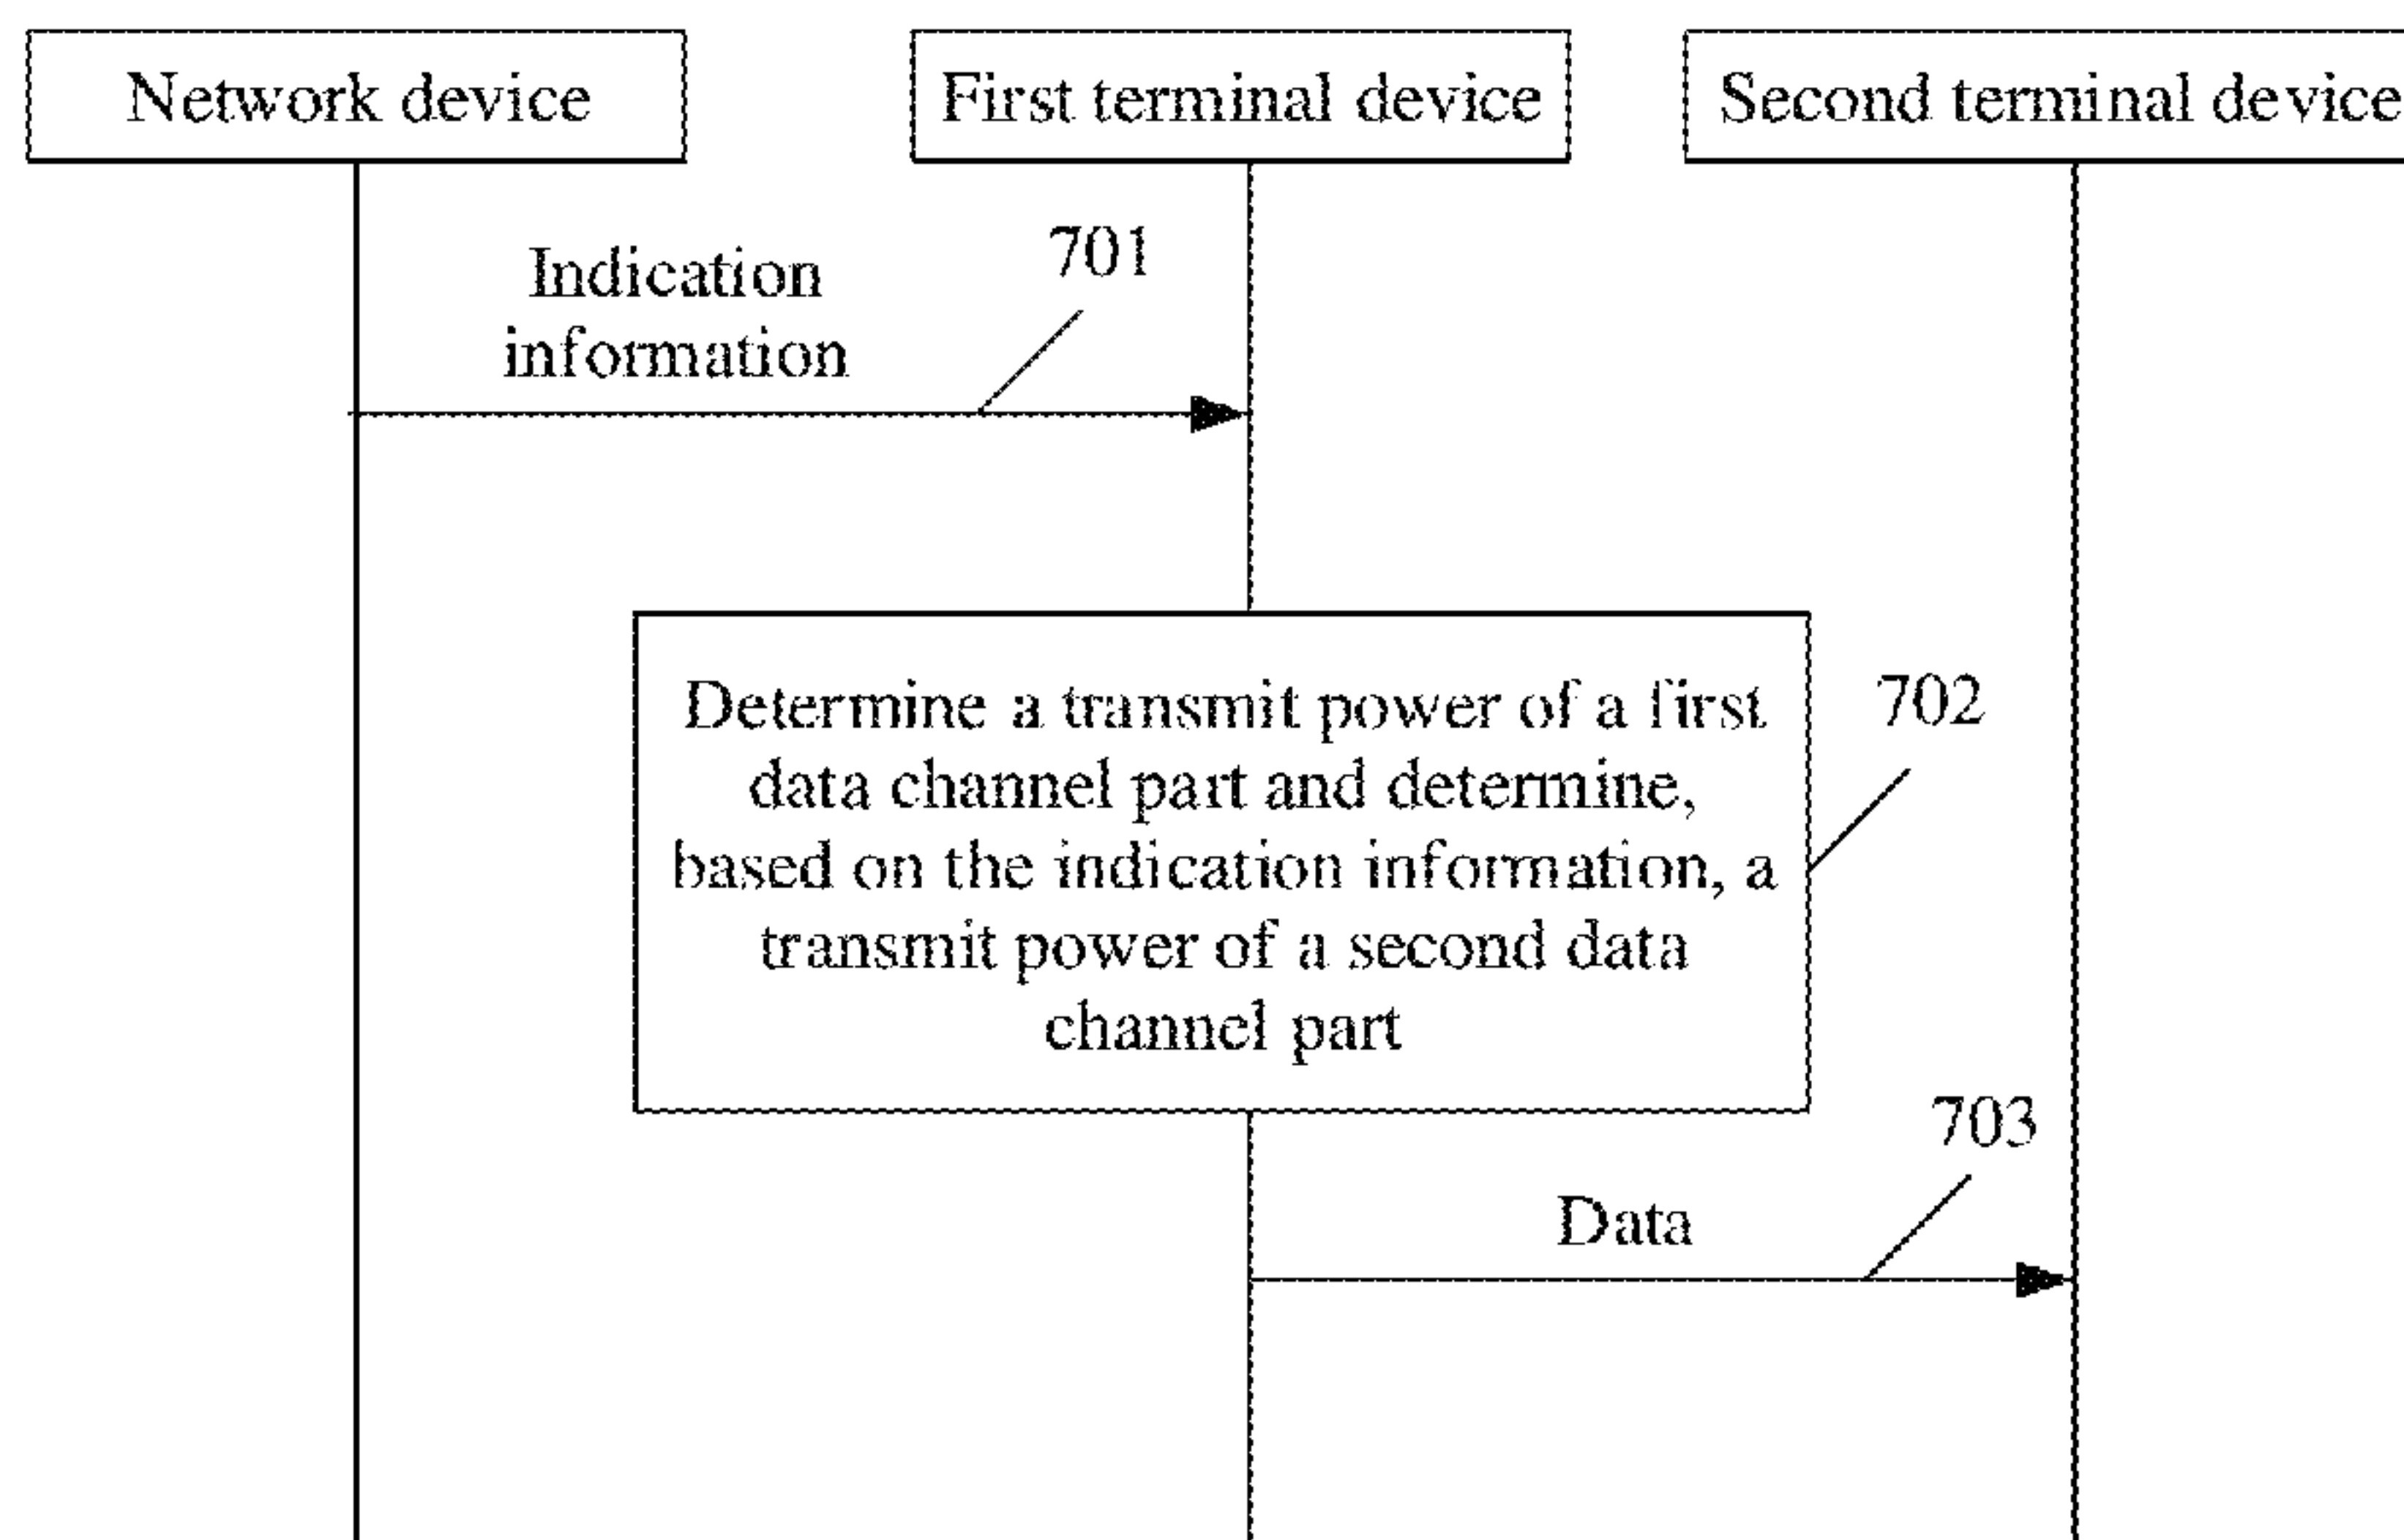 Network device
First terminal device
Second terminal device
Indication
information
701
Determine a transmit power of a first
data channel part and determine,
based on the indication information, a
transmit power of a second data
channel part
702
703
Data